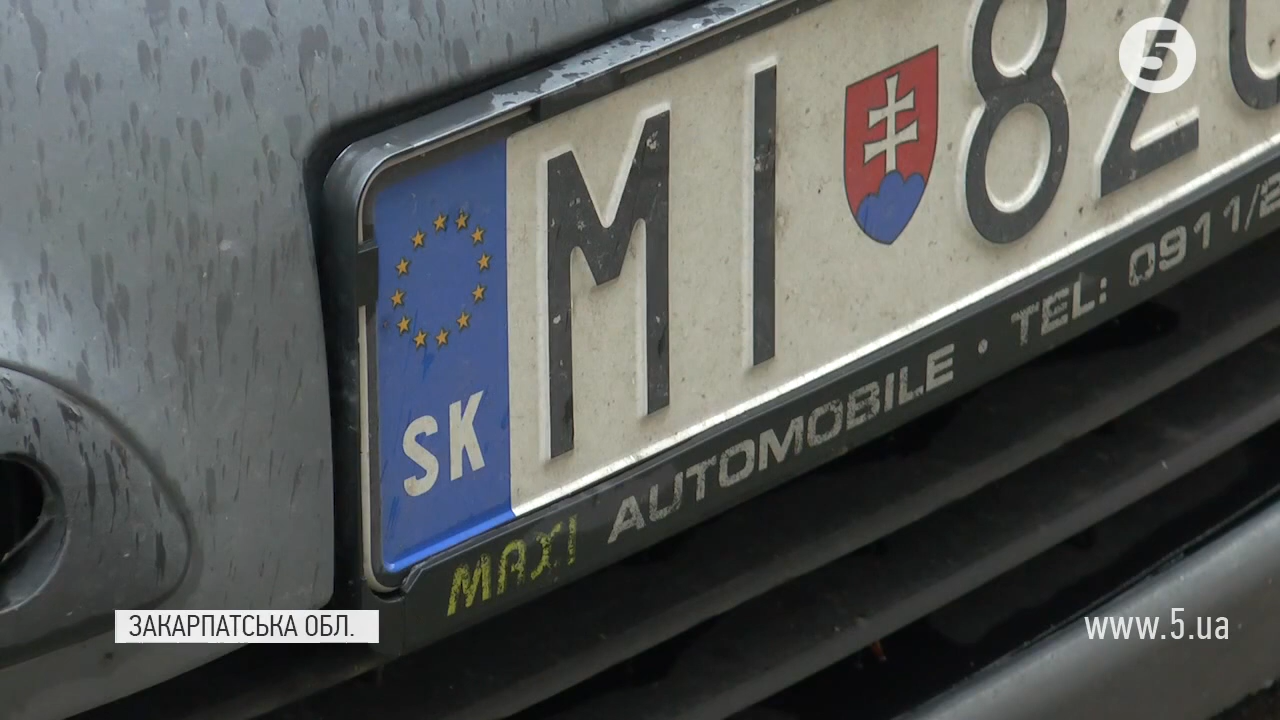 5
MI 82
SK
MAXI AUTOMOBILE • TEL: 0911/
ЗАКАРПАТСЬКА ОБЛ.
www.5.ua